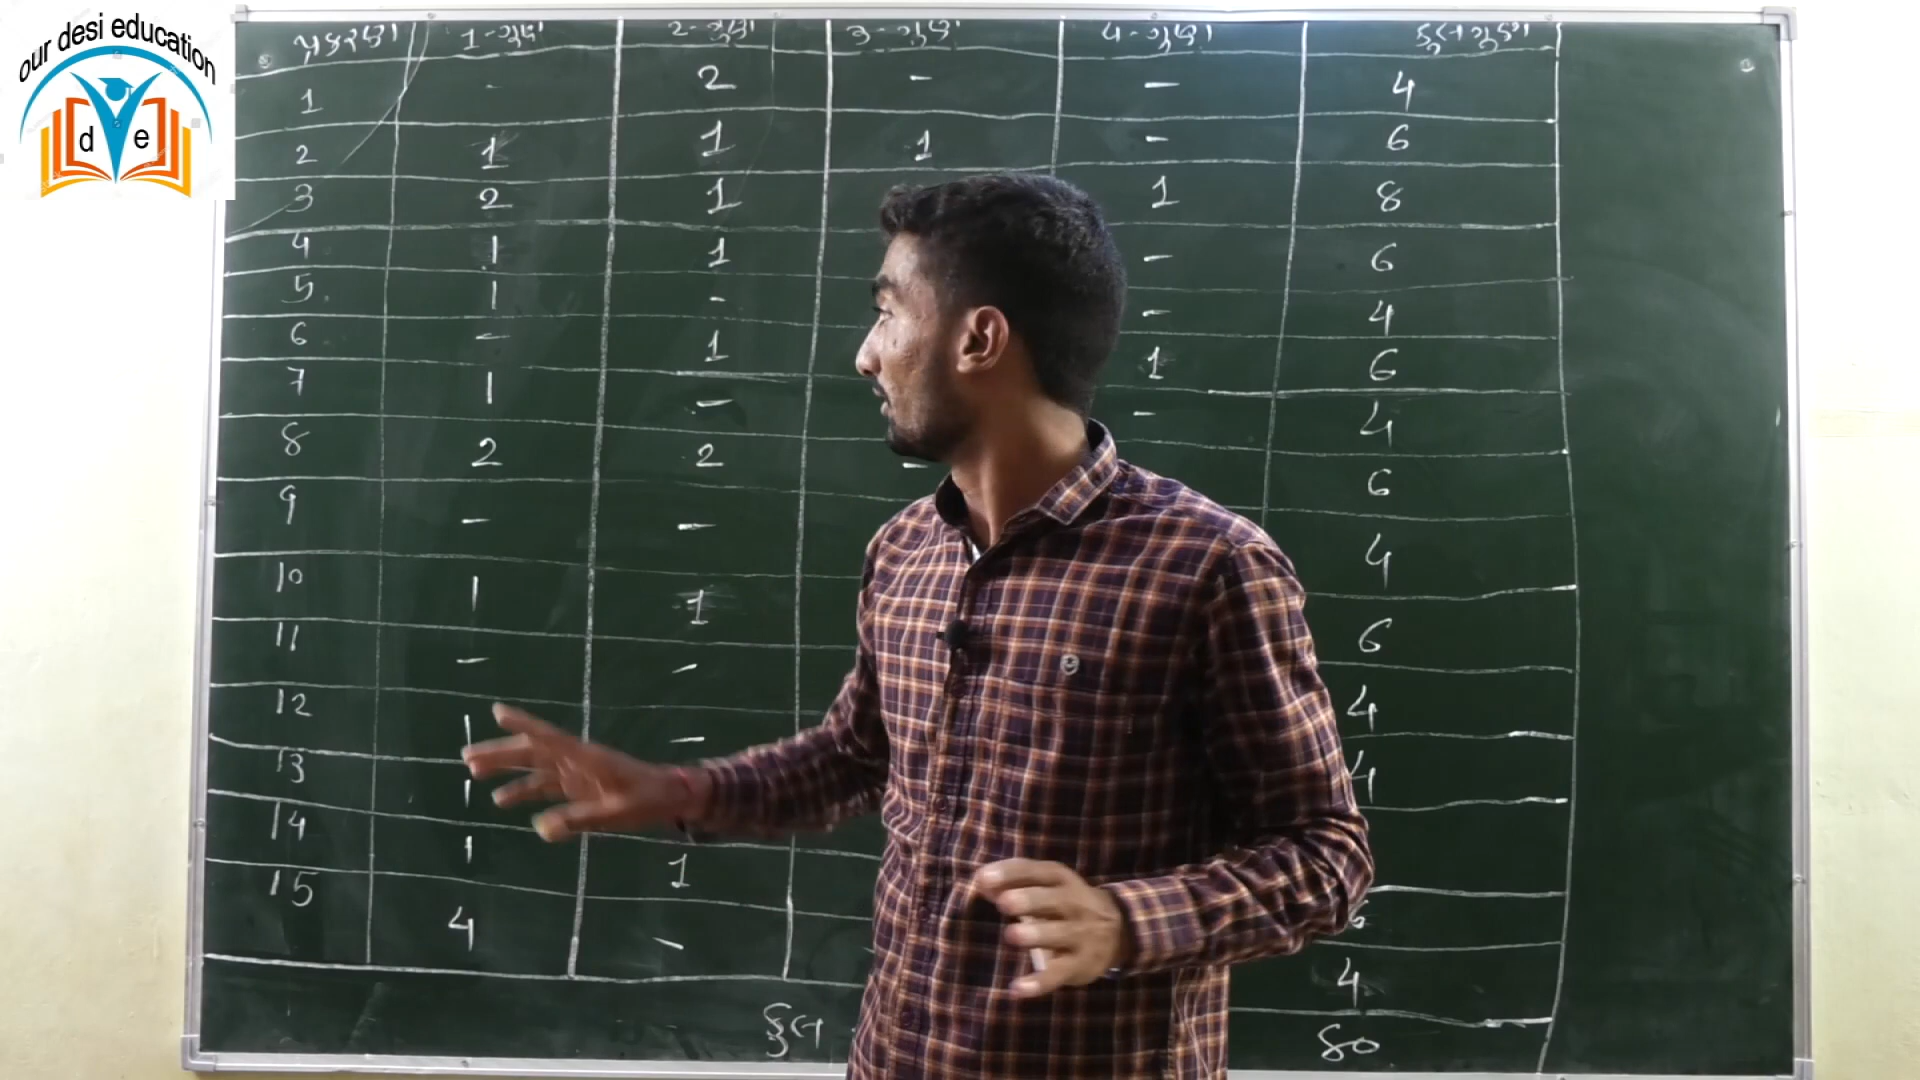 our desi education
d e
પ્રકરણ 1-ગુણ 2-ગુણ 3-ગુણ 4-ગુણ કુલગુણ
1 - 2 - - 4
2 1 1 1 - 6
3 2 1 1 8
4 1 1 - 6
5 1 - - 4
6 - 1 1 6
7 1 - - 4
8 2 2 - 6
9 - - 4
10 1 1 6
11 - - 4
12 1 - 4
13 1
14 1 1 6
15 4 - 4
કુલ 80